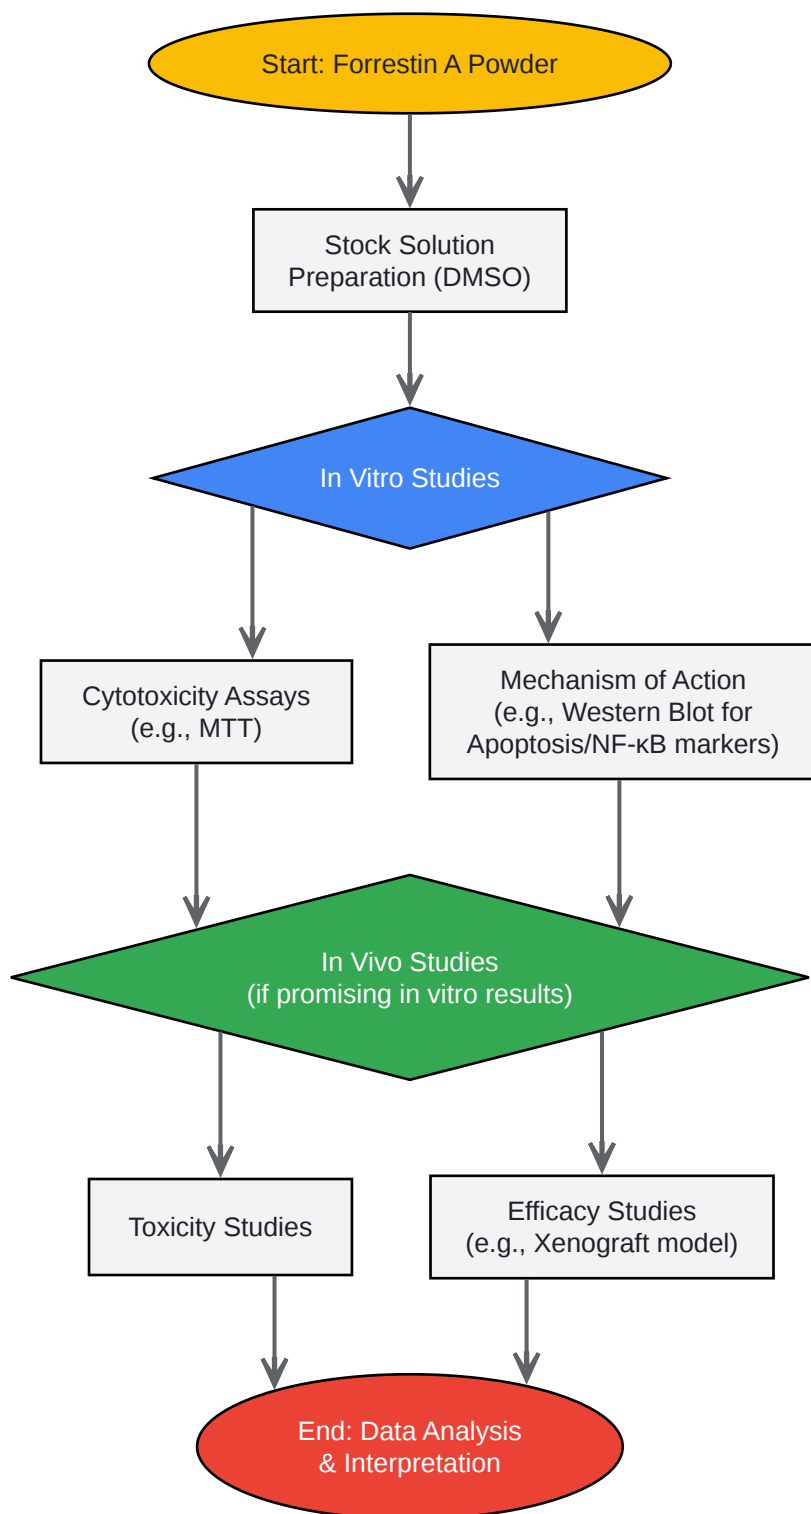 Start: Forrestin A Powder
Stock Solution
Preparation (DMSO)
In Vitro Studies
Cytotoxicity Assays
(e.g., MTT)
Mechanism of Action
(e.g., Western Blot for
Apoptosis/NF-κB markers)
In Vivo Studies
(if promising in vitro results)
Toxicity Studies
Efficacy Studies
(e.g., Xenograft model)
End: Data Analysis
& Interpretation